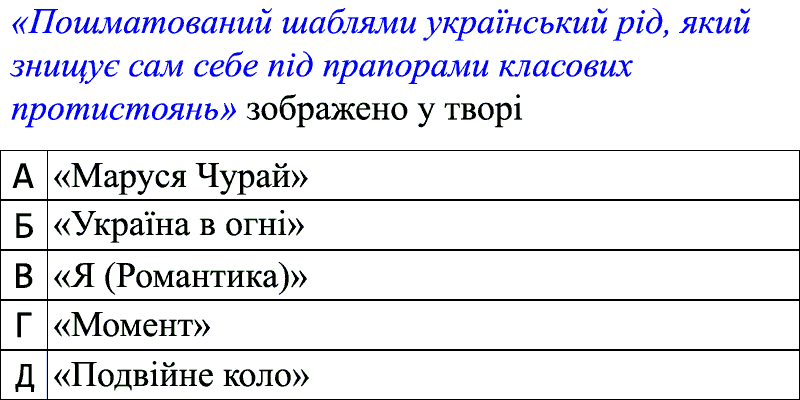 «Пошматований шаблями український рід, який
знищує сам себе під прапорами класових
протистоянь» зображено у творі
А «Маруся Чурай»
Б «Україна в огні»
В «Я (Романтика)»
Г «Момент»
Д «Подвійне коло»